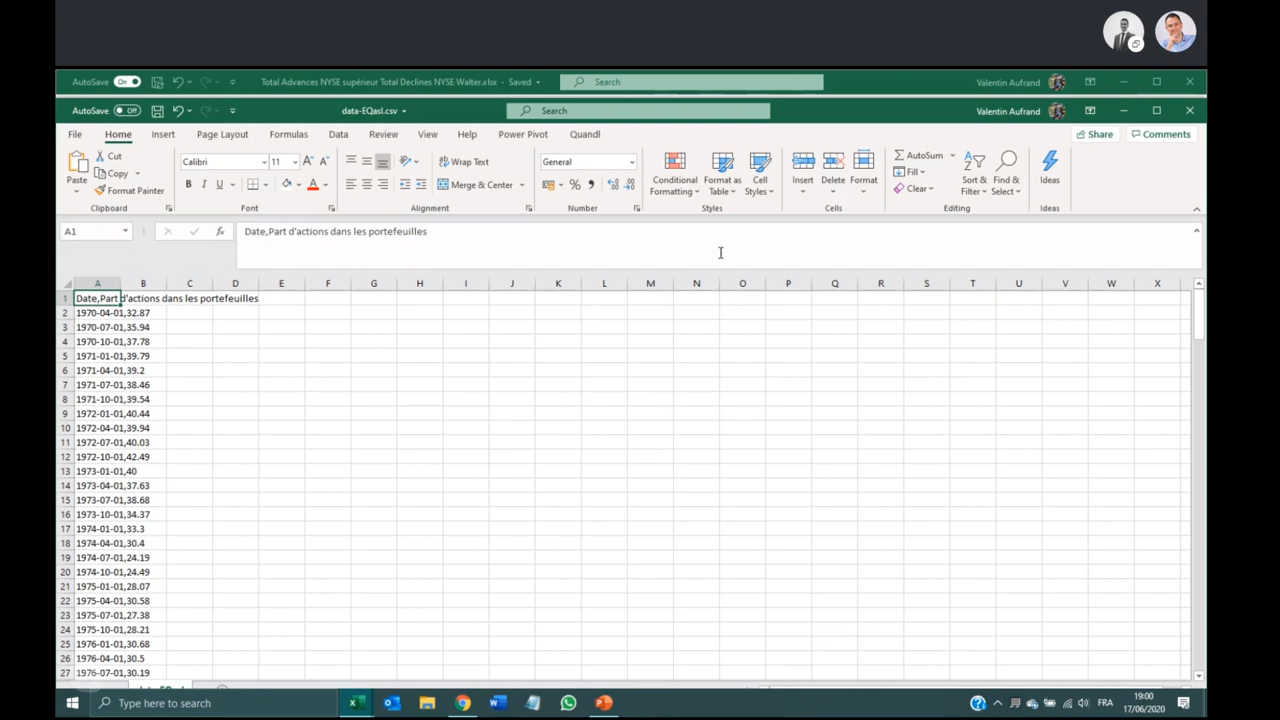 AutoSave On Total Advances NYSE supérieur Total Declines NYSE Walter.xlsx - Saved Search Valentin Aufrand
AutoSave Off data-EQasl.csv Search Valentin Aufrand
File Home Insert Page Layout Formulas Data Review View Help Power Pivot Quandl Share Comments
Paste Cut Copy Format Painter
Calibri 11 A A B I U A
Wrap Text Merge & Center
General %
Conditional Formatting Format as Table Cell Styles
Insert Delete Format
AutoSum Fill Clear Sort & Filter Find & Select
Ideas
Clipboard Font Alignment Number Styles Cells Editing Ideas
A1 fx Date,Part d'actions dans les portefeuilles
A B C D E F G H I J K L M N O P Q R S T U V W X
1 Date,Part d'actions dans les portefeuilles
2 1970-04-01,32.87
3 1970-07-01,35.94
4 1970-10-01,37.78
5 1971-01-01,39.79
6 1971-04-01,39.2
7 1971-07-01,38.46
8 1971-10-01,39.54
9 1972-01-01,40.44
10 1972-04-01,39.94
11 1972-07-01,40.03
12 1972-10-01,42.49
13 1973-01-01,40
14 1973-04-01,37.63
15 1973-07-01,38.68
16 1973-10-01,34.37
17 1974-01-01,33.3
18 1974-04-01,30.4
19 1974-07-01,24.19
20 1974-10-01,24.49
21 1975-01-01,28.07
22 1975-04-01,30.58
23 1975-07-01,27.38
24 1975-10-01,28.21
25 1976-01-01,30.68
26 1976-04-01,30.5
27 1976-07-01,30.19
Type here to search FRA 19:00
17/06/2020